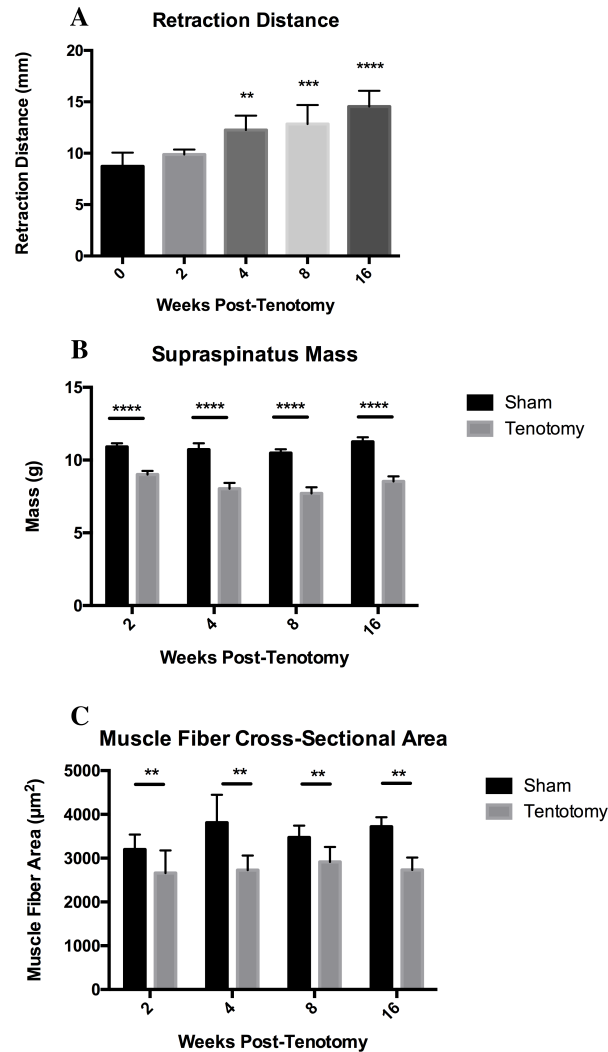 A
Retraction Distance
Retraction Distance (mm)
20
15
10
5
0
**
***
****
0 2 4 8 16
Weeks Post-Tenotomy
B
Supraspinatus Mass
Mass (g)
15
10
5
0
**** **** **** ****
2 4 8 16
Weeks Post-Tenotomy
Sham
Tenotomy
C
Muscle Fiber Cross-Sectional Area
Muscle Fiber Area (μm²)
5000
4000
3000
2000
1000
0
** ** ** **
2 4 8 16
Weeks Post-Tenotomy
Sham
Tentotomy